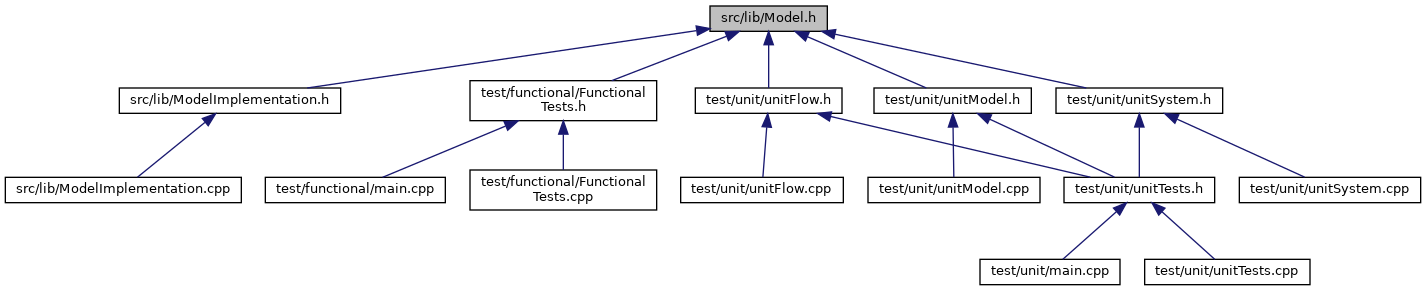 src/lib/Model.h
src/lib/ModelImplementation.h
test/functional/Functional
Tests.h
test/unit/unitFlow.h
test/unit/unitModel.h
test/unit/unitSystem.h
src/lib/ModelImplementation.cpp
test/functional/main.cpp
test/functional/Functional
Tests.cpp
test/unit/unitFlow.cpp
test/unit/unitModel.cpp
test/unit/unitTests.h
test/unit/unitSystem.cpp
test/unit/main.cpp
test/unit/unitTests.cpp